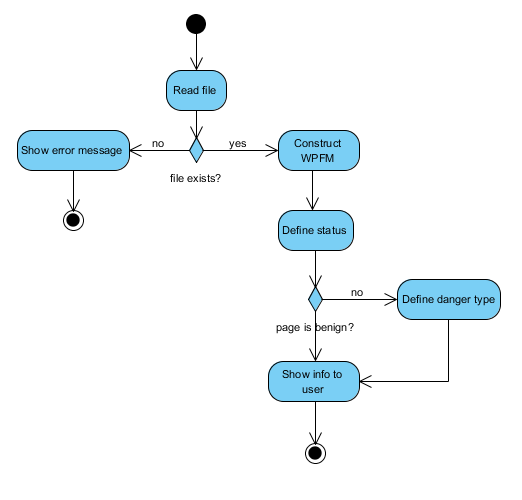 Read file
no
yes
Show error message
Construct
WPFM
file exists?
Define status
no
Define danger type
page is benign?
Show info to
user